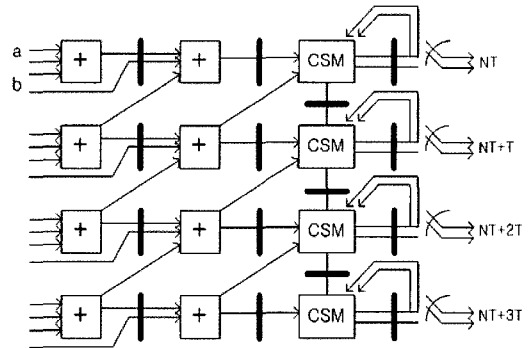 a
+ + CSM NT
b
+ + CSM NT+T
+ + CSM NT+2T
+ + CSM NT+3T